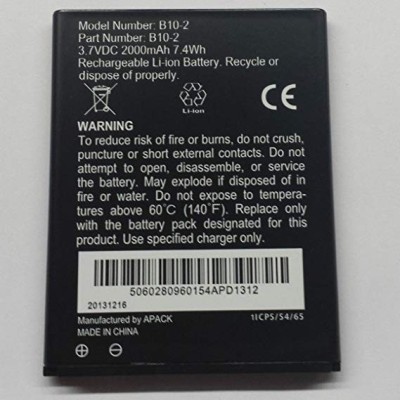 Model Number: B10-2
Part Number: B10-2
3.7VDC 2000mAh 7.4Wh
Rechargeable Li-ion Battery. Recycle or
dispose of properly.
Li-ion
CE
WARNING
To reduce risk of fire or burns, do not crush,
puncture or short external contacts. Do not
attempt to open, disassemble, or service
the battery. May explode if disposed of in
fire or water. Do not expose to tempera-
tures above 60°C (140°F). Replace only
with the battery pack designated for this
product. Use specified charger only.
5060280960154APD1312
20131216
Manufactured by APACK
MADE IN CHINA
1ICP5/54/65
+ -